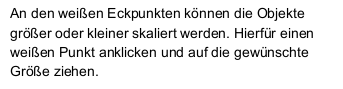 An den weißen Eckpunkten können die Objekte
größer oder kleiner skaliert werden. Hierfür einen
weißen Punkt anklicken und auf die gewünschte
Größe ziehen.